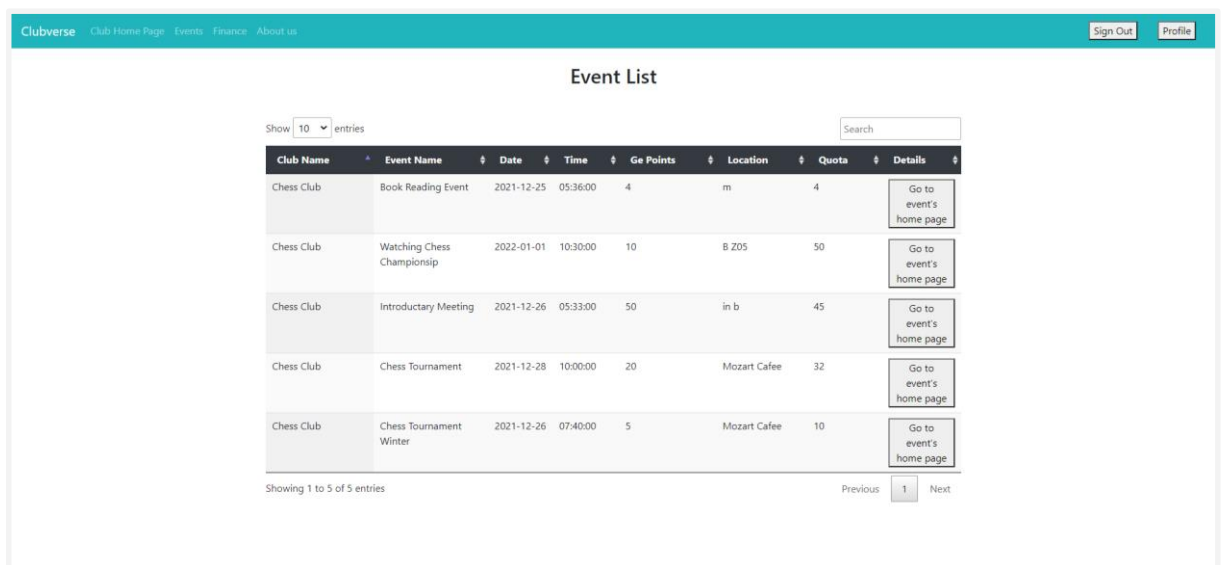 Clubverse Club Home Page Events Finance About us Sign Out Profile
Event List
Show 10 entries Search
Club Name Event Name Date Time Ge Points Location Quota Details
Chess Club Book Reading Event 2021-12-25 05:36:00 4 m 4 Go to
event's
home page
Chess Club Watching Chess 2022-01-01 10:30:00 10 B Z05 50 Go to
Championsip event's
home page
Chess Club Introductary Meeting 2021-12-26 05:33:00 50 in b 45 Go to
event's
home page
Chess Club Chess Tournament 2021-12-28 10:00:00 20 Mozart Cafee 32 Go to
event's
home page
Chess Club Chess Tournament 2021-12-26 07:40:00 5 Mozart Cafee 10 Go to
Winter event's
home page
Showing 1 to 5 of 5 entries Previous 1 Next